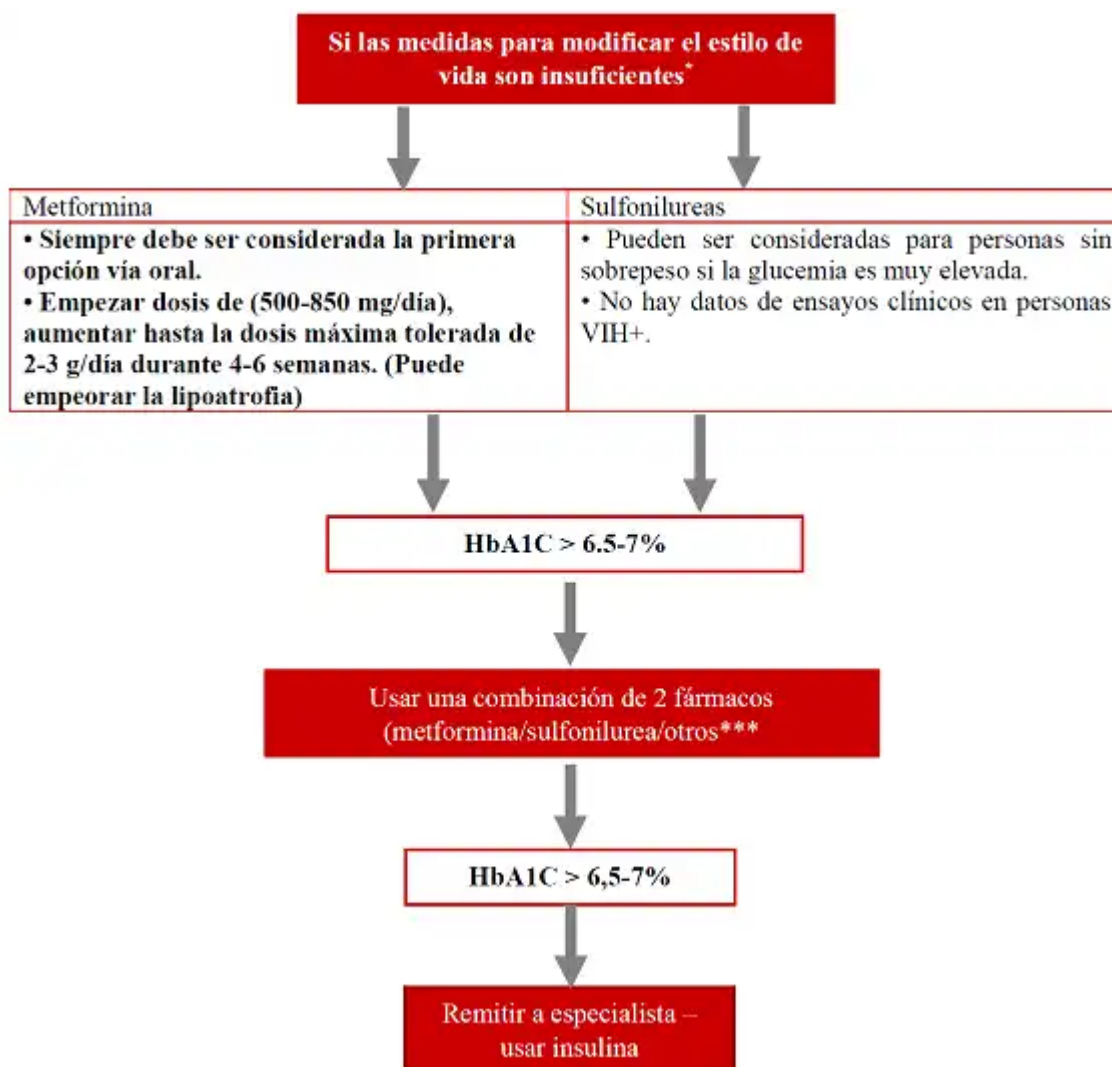 Si las medidas para modificar el estilo de
vida son insuficientes*
Metformina
• Siempre debe ser considerada la primera
opción vía oral.
• Empezar dosis de (500-850 mg/día),
aumentar hasta la dosis máxima tolerada de
2-3 g/día durante 4-6 semanas. (Puede
empeorar la lipoatrofia)
Sulfonilureas
• Pueden ser consideradas para personas sin
sobrepeso si la glucemia es muy elevada.
• No hay datos de ensayos clínicos en personas
VIH+.
HbA1C > 6.5-7%
Usar una combinación de 2 fármacos
(metformina/sulfonilurea/otros***
HbA1C > 6,5-7%
Remitir a especialista –
usar insulina